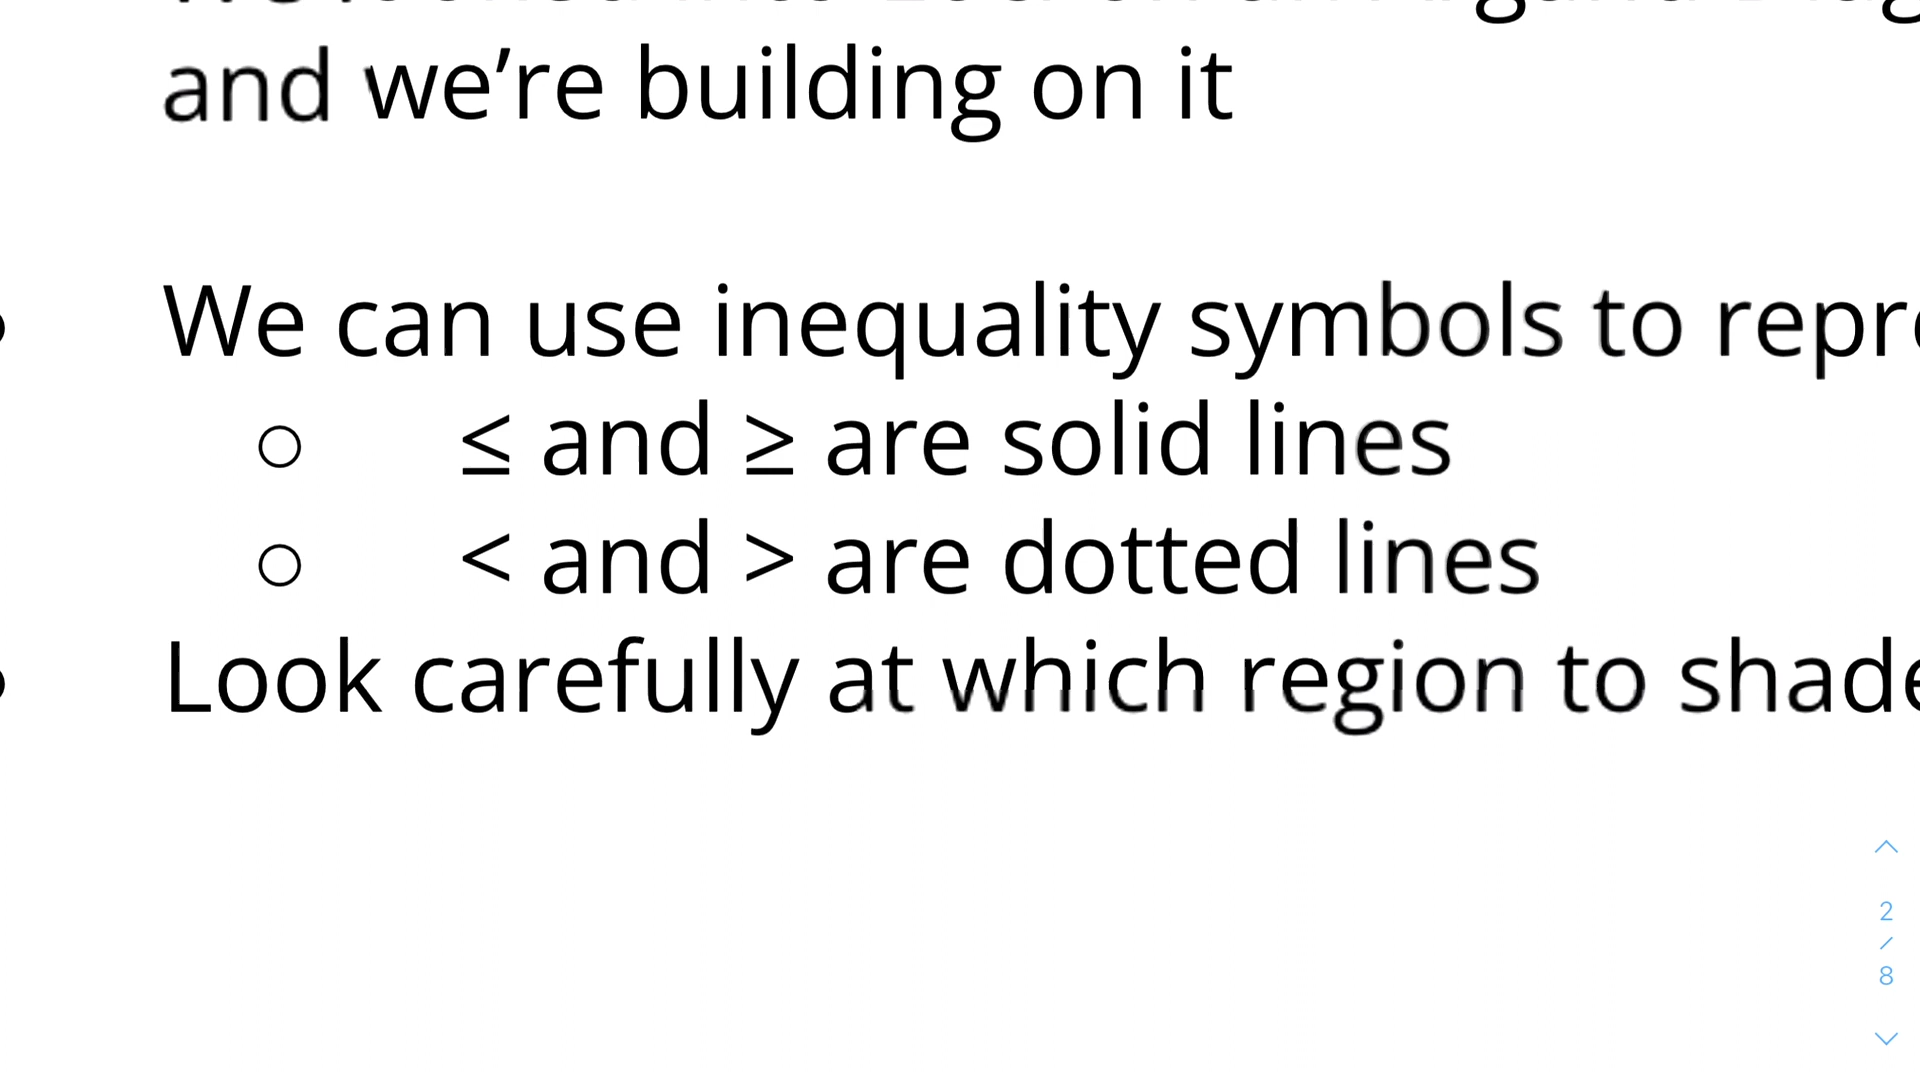 and we’re building on it
We can use inequality symbols to
○ ≤ and ≥ are solid lines
○ < and > are dotted lines
Look carefully at which region to shade
2
/
8